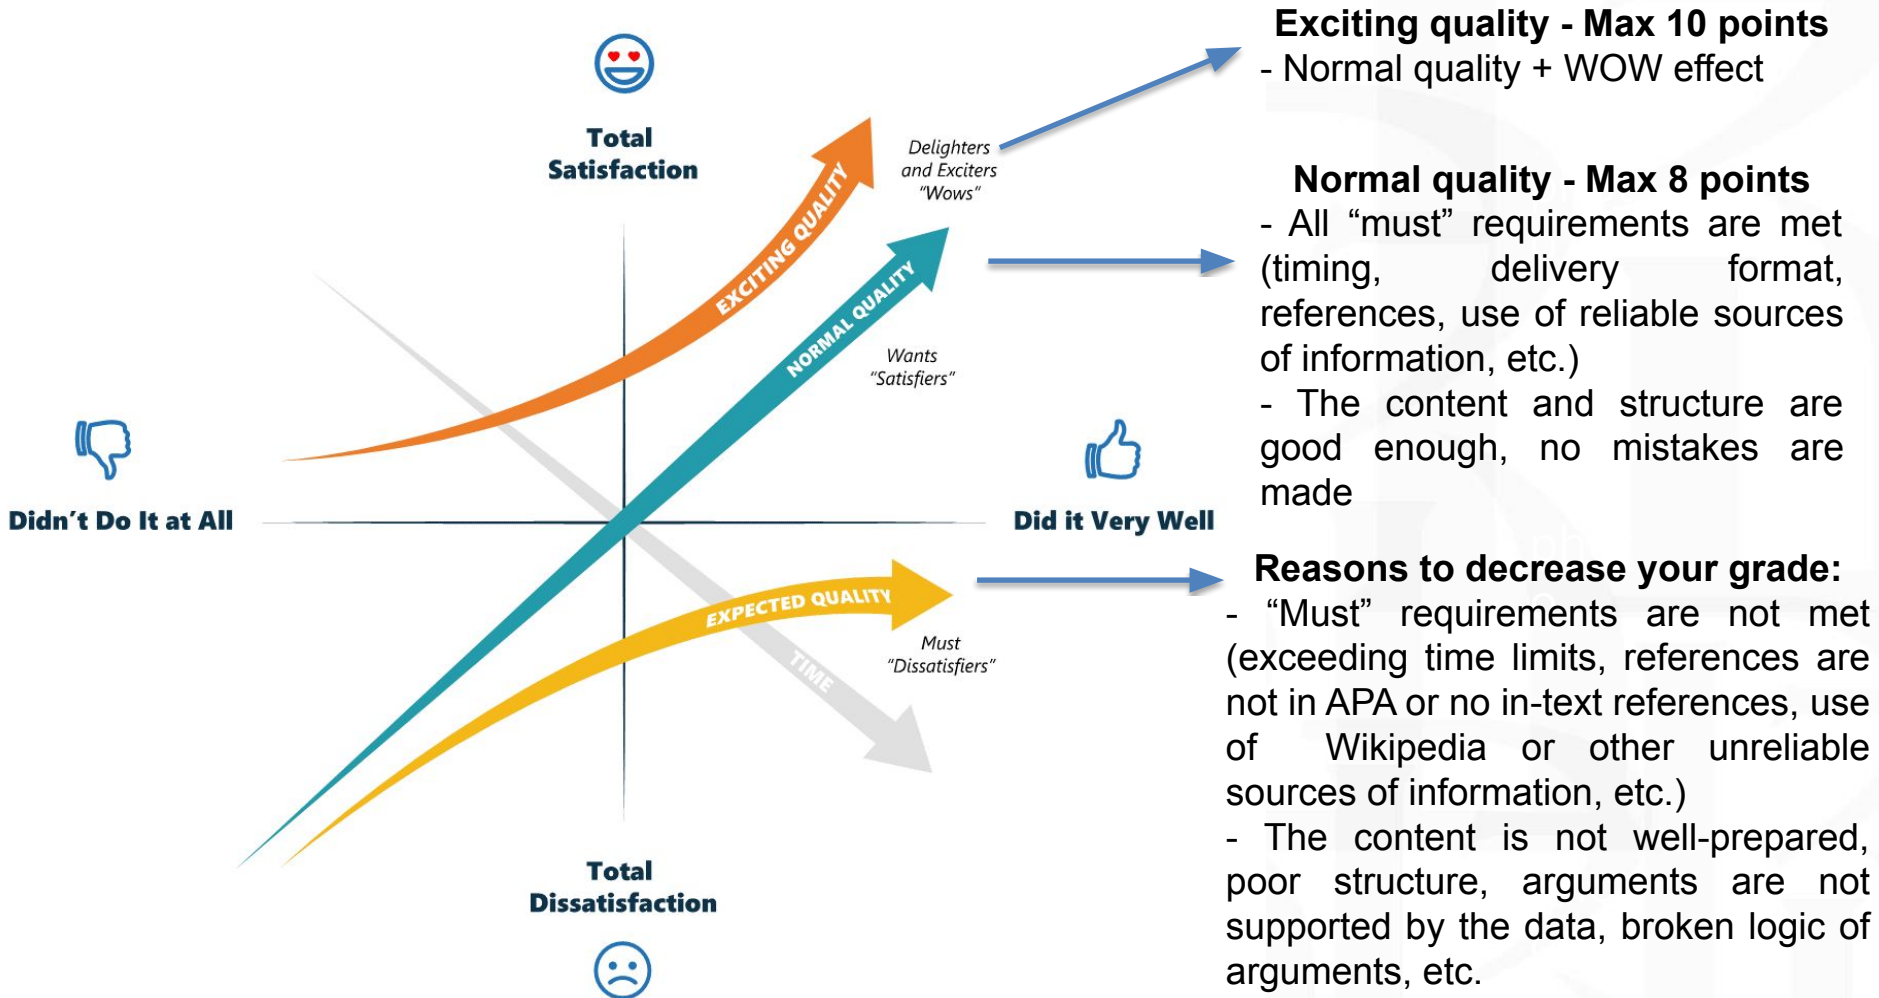 Total
Satisfaction
Delighters
and Exciters
"Wows"
EXCITING QUALITY
NORMAL QUALITY
Wants
"Satisfiers"
Didn't Do It at All
Did it Very Well
EXPECTED QUALITY
Must
"Dissatisfiers"
TIME
Total
Dissatisfaction
Exciting quality - Max 10 points
- Normal quality + WOW effect
Normal quality - Max 8 points
- All “must” requirements are met
(timing, delivery format,
references, use of reliable sources
of information, etc.)
- The content and structure are
good enough, no mistakes are
made
Reasons to decrease your grade:
- “Must” requirements are not met
(exceeding time limits, references are
not in APA or no in-text references, use
of Wikipedia or other unreliable
sources of information, etc.)
- The content is not well-prepared,
poor structure, arguments are not
supported by the data, broken logic of
arguments, etc.